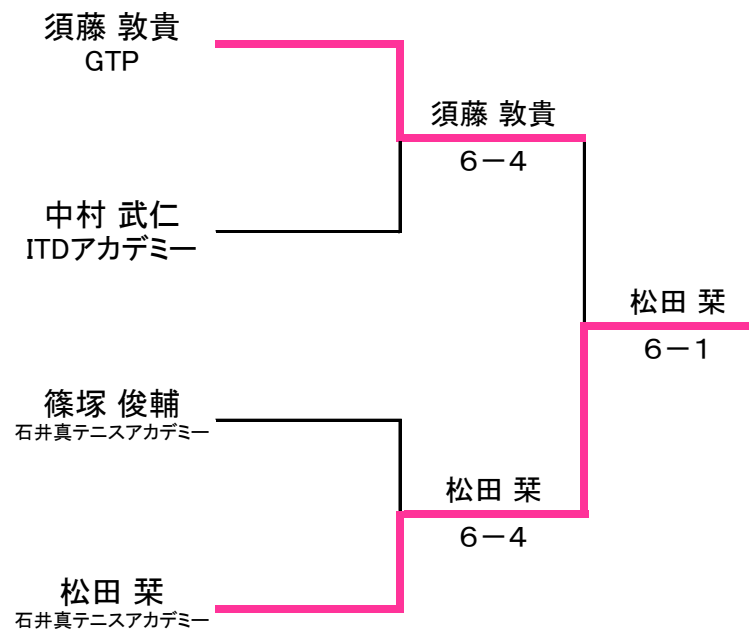 須藤 敦貴
GTP
須藤 敦貴
6－4
中村 武仁
ITDアカデミー
松田 栞
6－1
篠塚 俊輔
石井真テニスアカデミー
松田 栞
6－4
松田 栞
石井真テニスアカデミー